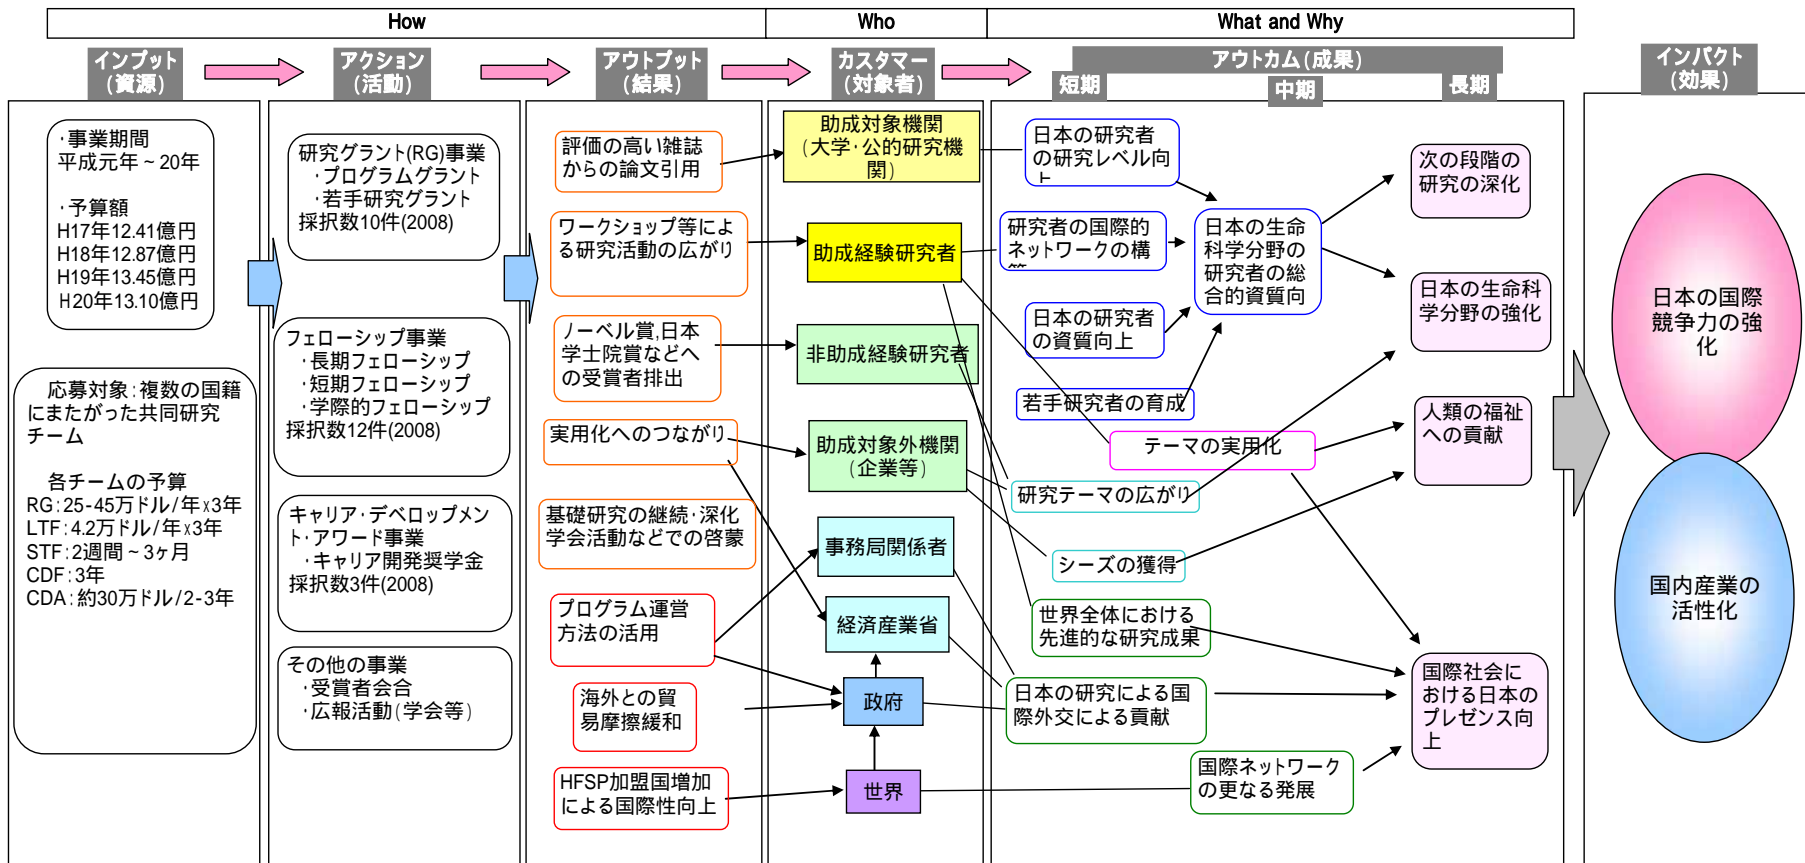 How
Who
What and Why
インプット
(資源)
アクション
(活動)
アウトプット
(結果)
カスタマー
(対象者)
アウトカム(成果)
短期
中期
長期
インパクト
(効果)
・事業期間
平成元年~20年
・予算額
H17年12.41億円
H18年12.87億円
H19年13.45億円
H20年13.10億円
応募対象:複数の国籍
にまたがった共同研究
チーム
各チームの予算
RG:25-45万ドル/年x3年
LTF:4.2万ドル/年x3年
STF:2週間~3ヶ月
CDF:3年
CDA:約30万ドル/2-3年
研究グラント(RG)事業
・プログラムグラント
・若手研究グラント
採択数10件(2008)
フェローシップ事業
・長期フェローシップ
・短期フェローシップ
・学際的フェローシップ
採択数12件(2008)
キャリア・デベロップメン
ト・アワード事業
・キャリア開発奨学金
採択数3件(2008)
その他の事業
・受賞者会合
・広報活動(学会等)
評価の高い雑誌
からの論文引用
ワークショップ等によ
る研究活動の広がり
ノーベル賞,日本
学士院賞などへ
の受賞者排出
実用化へのつながり
基礎研究の継続・深化
学会活動などでの啓蒙
プログラム運営
方法の活用
海外との貿
易摩擦緩和
HFSP加盟国増加
による国際性向上
助成対象機関
(大学・公的研究機
関)
助成経験研究者
非助成経験研究者
助成対象外機関
(企業等)
事務局関係者
経済産業省
政府
世界
日本の研究者
の研究レベル向
上
研究者の国際的
ネットワークの構
日本の研究者
の資質向上
若手研究者の育成
日本の生命
科学分野の
研究者の総
合的資質向
テーマの実用化
研究テーマの広がり
シーズの獲得
世界全体における
先進的な研究成果
日本の研究による国
際外交による貢献
国際ネットワーク
の更なる発展
次の段階の
研究の深化
日本の生命科
学分野の強化
人類の福祉
への貢献
国際社会に
おける日本の
プレゼンス向
上
日本の国際
競争力の強
化
国内産業の
活性化